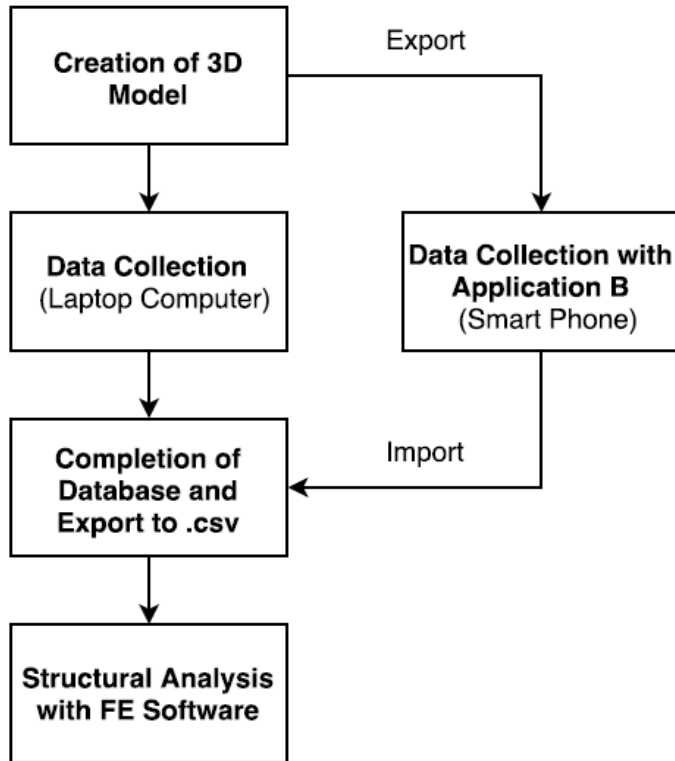 Creation of 3D
Model
Export
Data Collection
(Laptop Computer)
Data Collection with
Application B
(Smart Phone)
Completion of
Database and
Export to .csv
Import
Structural Analysis
with FE Software